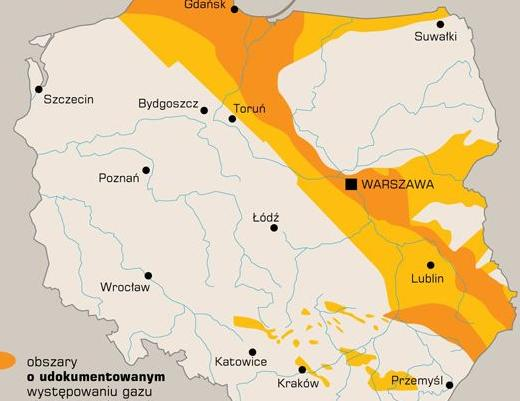 Gdańsk
Suwałki
Szczecin
Bydgoszcz
Toruń
Poznań
WARSZAWA
Łódź
Lublin
Wrocław
Katowice
Kraków
Przemyśl
obszary
o udokumentowanym
występowaniu gazu